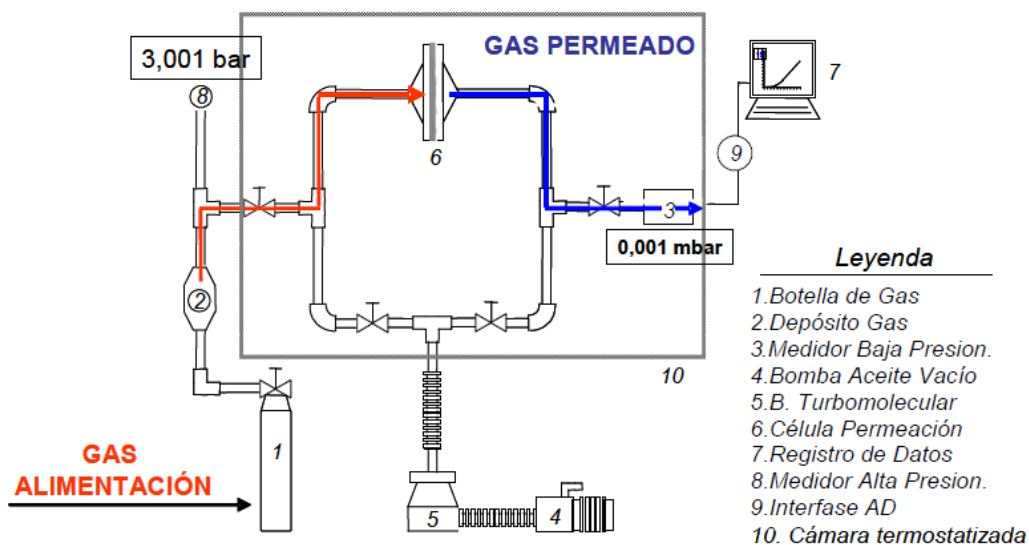 GAS PERMEADO
3,001 bar
8
7
6
9
3
0,001 mbar
2
10
1
GAS
ALIMENTACIÓN
5
4
Leyenda
1.Botella de Gas
2.Depósito Gas
3.Medidor Baja Presion.
4.Bomba Aceite Vacío
5.B. Turbomolecular
6.Célula Permeación
7.Registro de Datos
8.Medidor Alta Presion.
9.Interfase AD
10. Cámara termostatizada